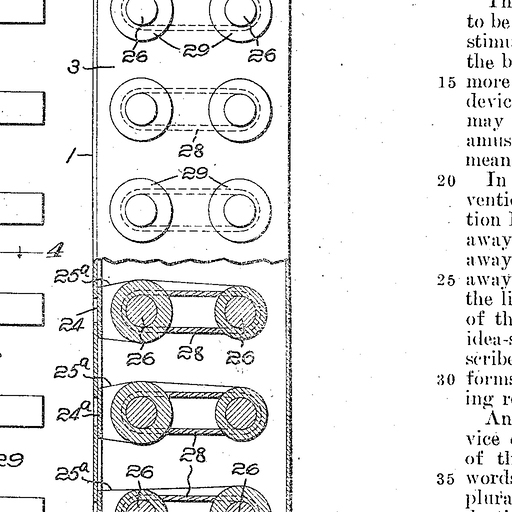 26
29
26
3
28
1
29
4
25ª
24
26
28
26
25ª
24ª
28
25ª
26
26
29
to be
the b
15 more
devic
may
amus
mean
20 In
venti
tion
away
away
25 away
the li
of th
idea-s
scribe
30 forms
ing r
An
vice
of th
35 words
plura